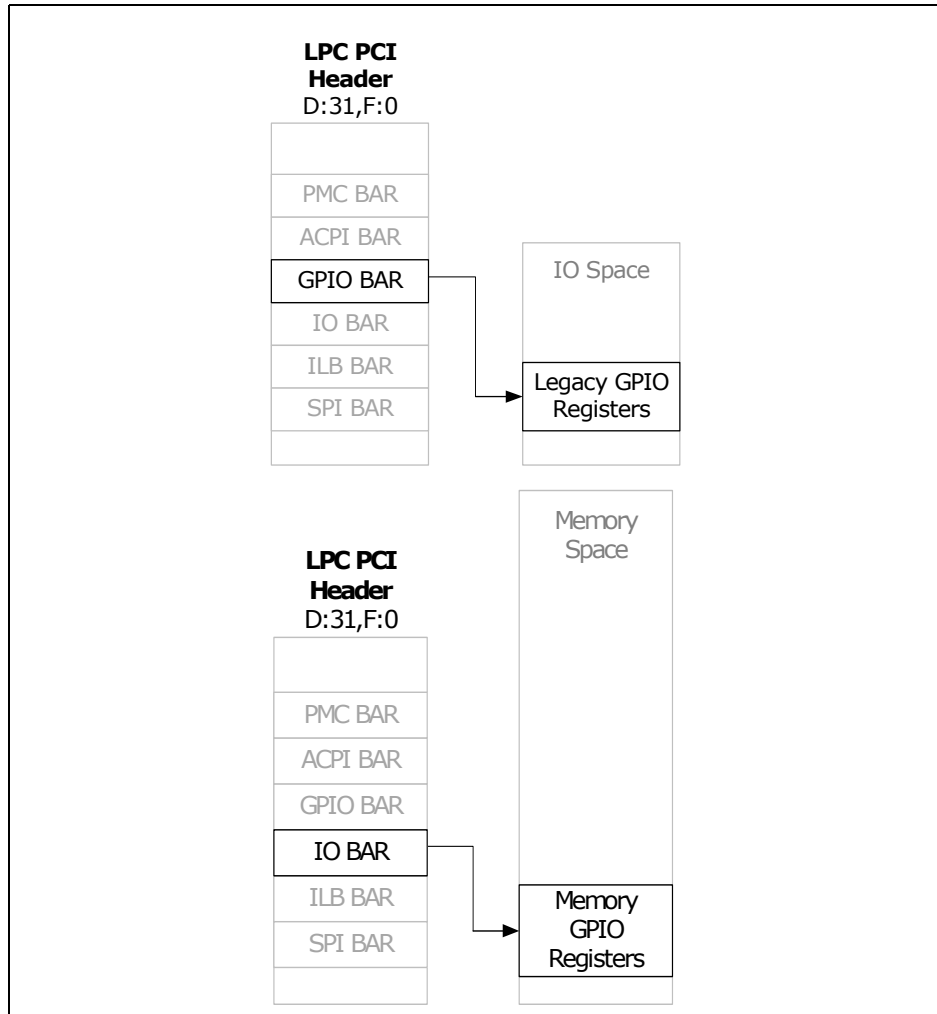 LPC PCI
Header
D:31,F:0
PMC BAR
ACPI BAR
GPIO BAR
IO BAR
ILB BAR
SPI BAR
IO Space
Legacy GPIO
Registers
LPC PCI
Header
D:31,F:0
PMC BAR
ACPI BAR
GPIO BAR
IO BAR
ILB BAR
SPI BAR
Memory
Space
Memory
GPIO
Registers